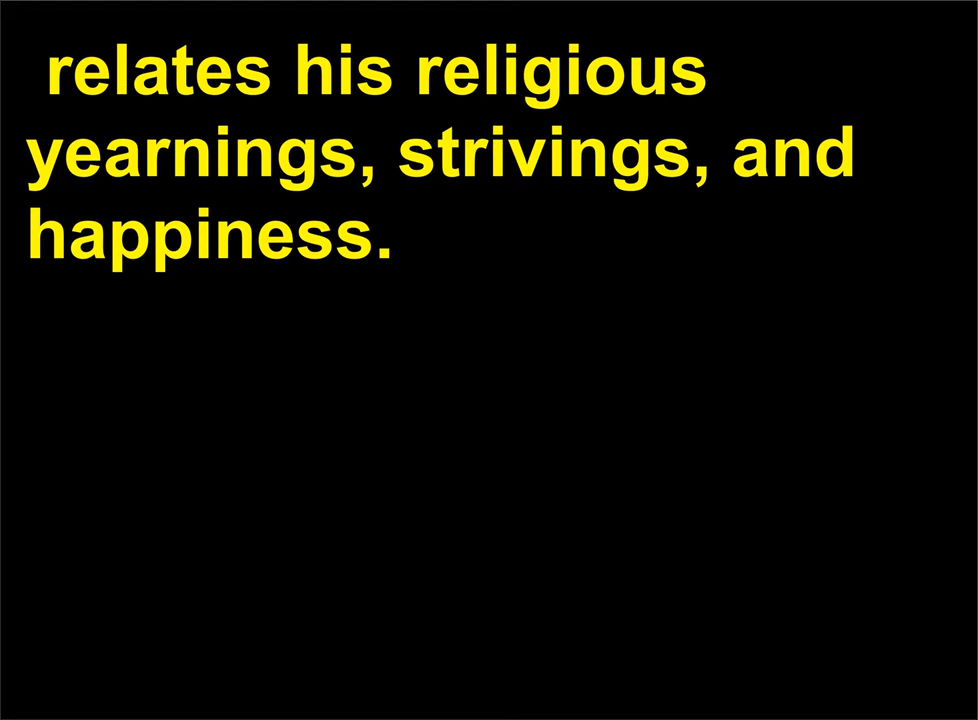 relates his religious
yearnings, strivings, and
happiness.